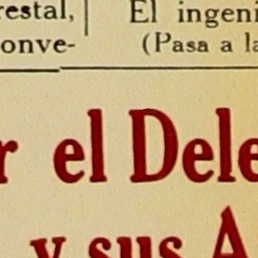 restal,
onve-
El ingeni
(Pasa a la
r el Dele
y sus A